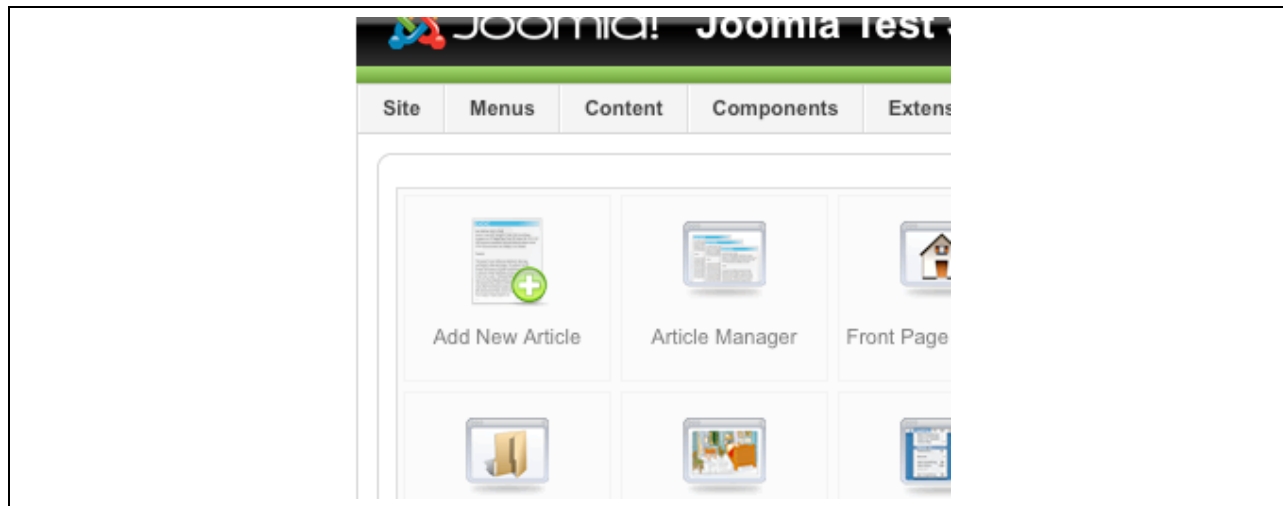 Joomla! Joomla Test
Site Menus Content Components Extens
Add New Article Article Manager Front Page